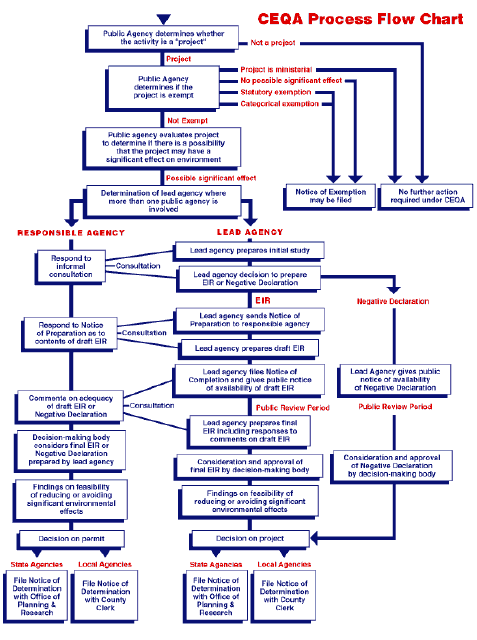 CEQA Process Flow Chart
Public Agency determines whether
the activity is a "project"
Not a project
Project
Public Agency
determines if the
project is exempt
Project is ministerial
No possible significant effect
Statutory exemption
Categorical exemption
Not Exempt
Public agency evaluates project
to determine if there is a possibility
that the project may have a
significant effect on environment
Possible significant effect
Notice of Exemption
may be filed
No further action
required under CEQA
Determination of lead agency where
more than one public agency is
involved
RESPONSIBLE AGENCY
LEAD AGENCY
Respond to
informal
consultation
Consultation
Lead agency prepares initial study
Lead agency decision to prepare
EIR or Negative Declaration
EIR
Negative Declaration
Respond to Notice
of Preparation as to
contents of draft EIR
Consultation
Lead agency sends Notice of
Preparation to responsible agency
Lead agency prepares draft EIR
Lead agency files Notice of
Completion and gives public notice
of availability of draft EIR
Lead Agency gives public
notice of availability
of Negative Declaration
Public Review Period
Public Review Period
Comments on adequacy
of draft EIR or
Negative Declaration
Consultation
Lead agency prepares final
EIR including responses to
comments on draft EIR
Decision-making body
considers final EIR or
Negative Declaration
prepared by lead agency
Consideration and approval of
final EIR by decision-making body
Consideration and approval
of Negative Declaration
by decision-making body
Findings on feasibility
of reducing or avoiding
significant environmental
effects
Findings on feasibility of
reducing or avoiding significant
environmental effects
Decision on permit
Decision on project
State Agencies
Local Agencies
State Agencies
Local Agencies
File Notice of
Determination
with Office of
Planning &
Research
File Notice of
Determination
with County
Clerk
File Notice of
Determination
with Office of
Planning &
Research
File Notice of
Determination
with County
Clerk